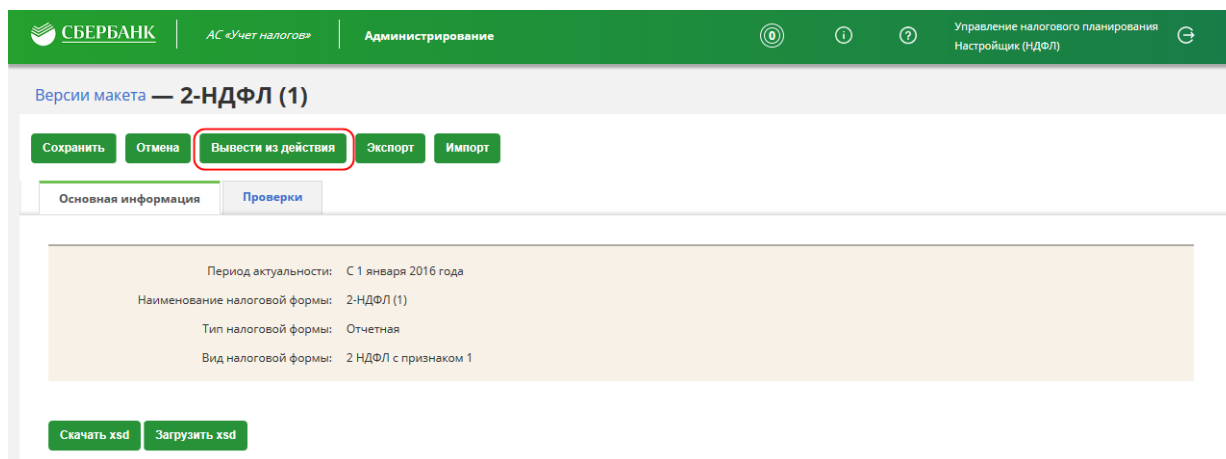 СБЕРБАНК АС «Учет налогов» Администрирование 0 i ? Управление налогового планирования
Настройщик (НДФЛ)
Версии макета — 2-НДФЛ (1)
Сохранить Отмена Вывести из действия Экспорт Импорт
Основная информация Проверки
Период актуальности: С 1 января 2016 года
Наименование налоговой формы: 2-НДФЛ (1)
Тип налоговой формы: Отчетная
Вид налоговой формы: 2 НДФЛ с признаком 1
Скачать xsd Загрузить xsd